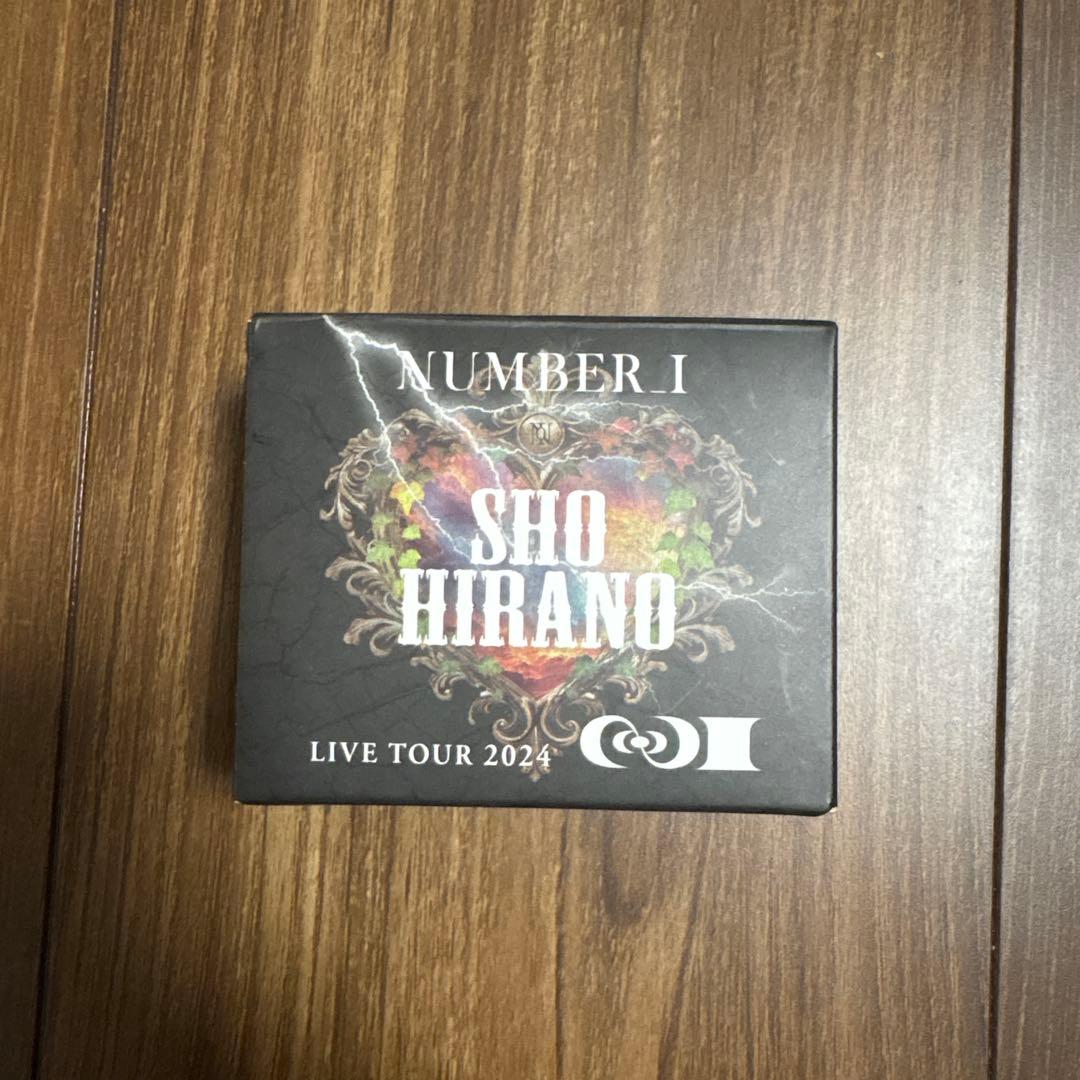 NUMBER_I
SHO
HIRANO
LIVE TOUR 2024